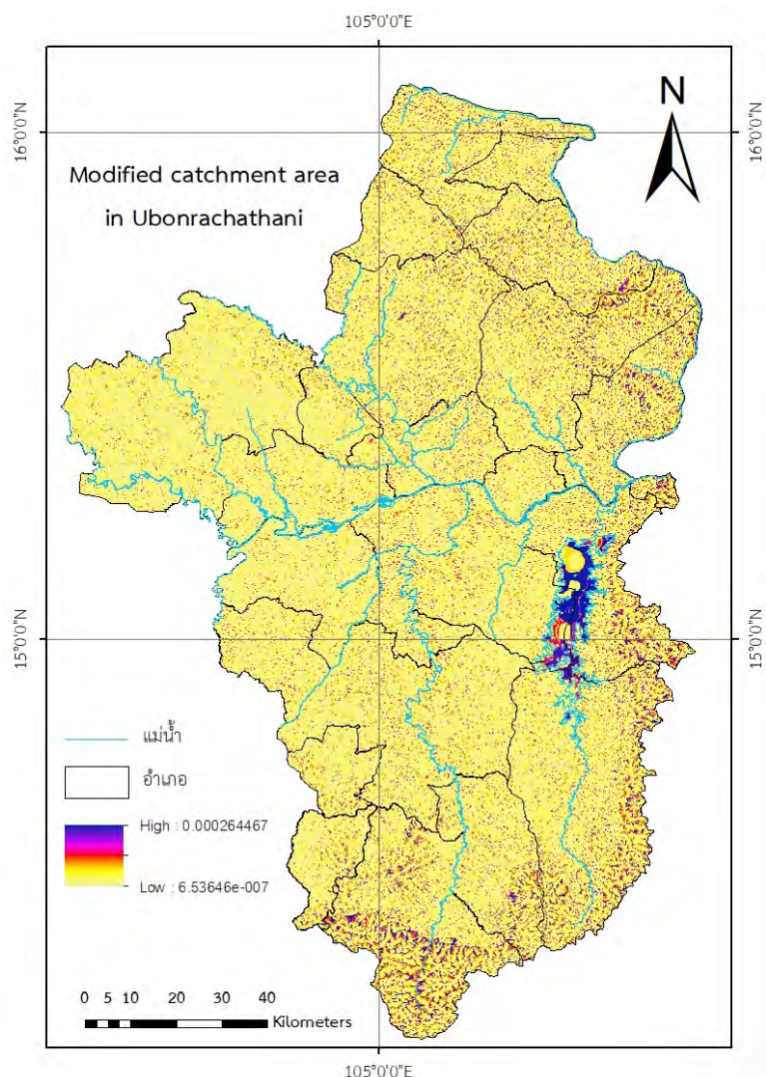 105°0'0"E
N
16°0'0"N
16°0'0"N
Modified catchment area
in Ubonrachathani
15°0'0"N
15°0'0"N
แม่น้ำ
อำเภอ
High : 0.000264467
Low : 6.53646e-007
0 5 10 20 30 40
Kilometers
105°0'0"E